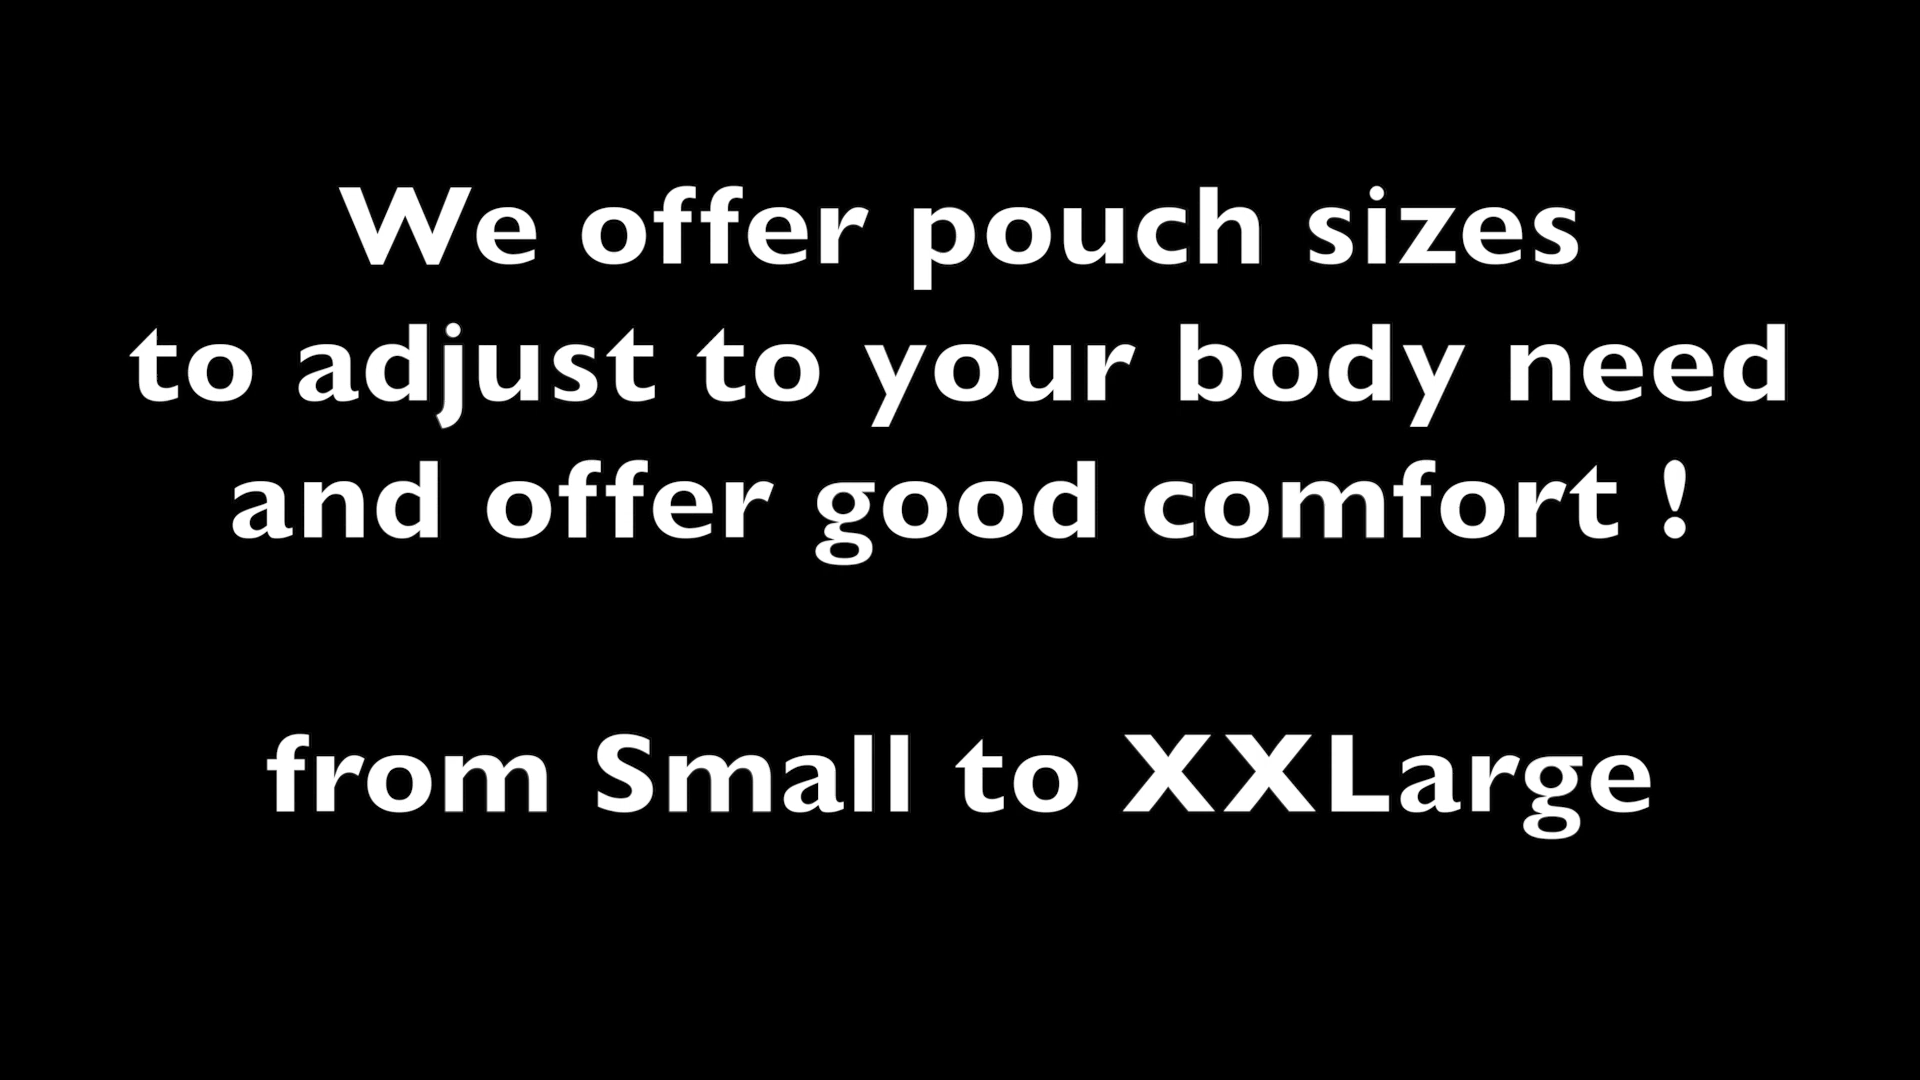 We offer pouch sizes
to adjust to your body need
and offer good comfort !
from Small to XXLarge